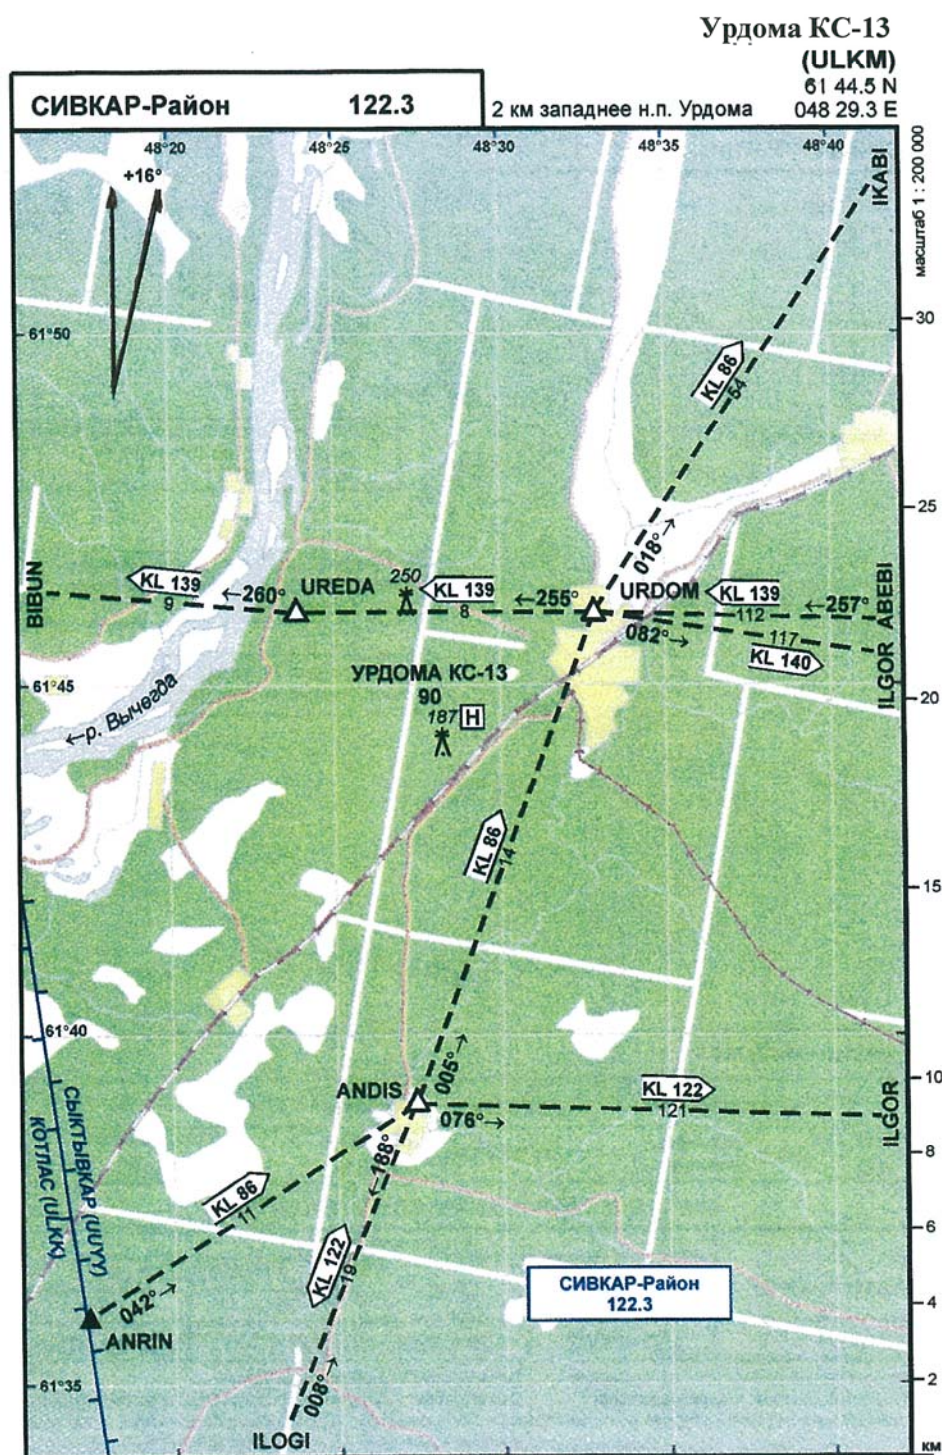 Урдома КС-13
(ULKM)
61 44.5 N
048 29.3 E
СИВКАР-Район 122.3
2 км западнее н.п. Урдома
48°20
48°25
48°30
48°35
48°40
масштаб 1 : 200 000
+16°
IKABI
30
61°50
KL 86
54
25
018°→
BIBUN
KL 139
9
←260°
UREDA
250
KL 139
8
←255°
URDOM
KL 139
112
←257°
ABEBI
082°→
117
KL 140
ILGOR
УРДОМА КС-13
90
187
H
61°45
20
←р. Вычегда
KL 86
14
15
61°40
005°→
10
ANDIS
KL 122
121
076°→
ILGOR
СЫКТЫВКАР (UUYY)
КОТЛАС (ULKK)
8
←188°
KL 86
11
6
KL 122
19
СИВКАР-Район
122.3
4
042°→
ANRIN
61°35
008°→
2
ILOGI
КМ